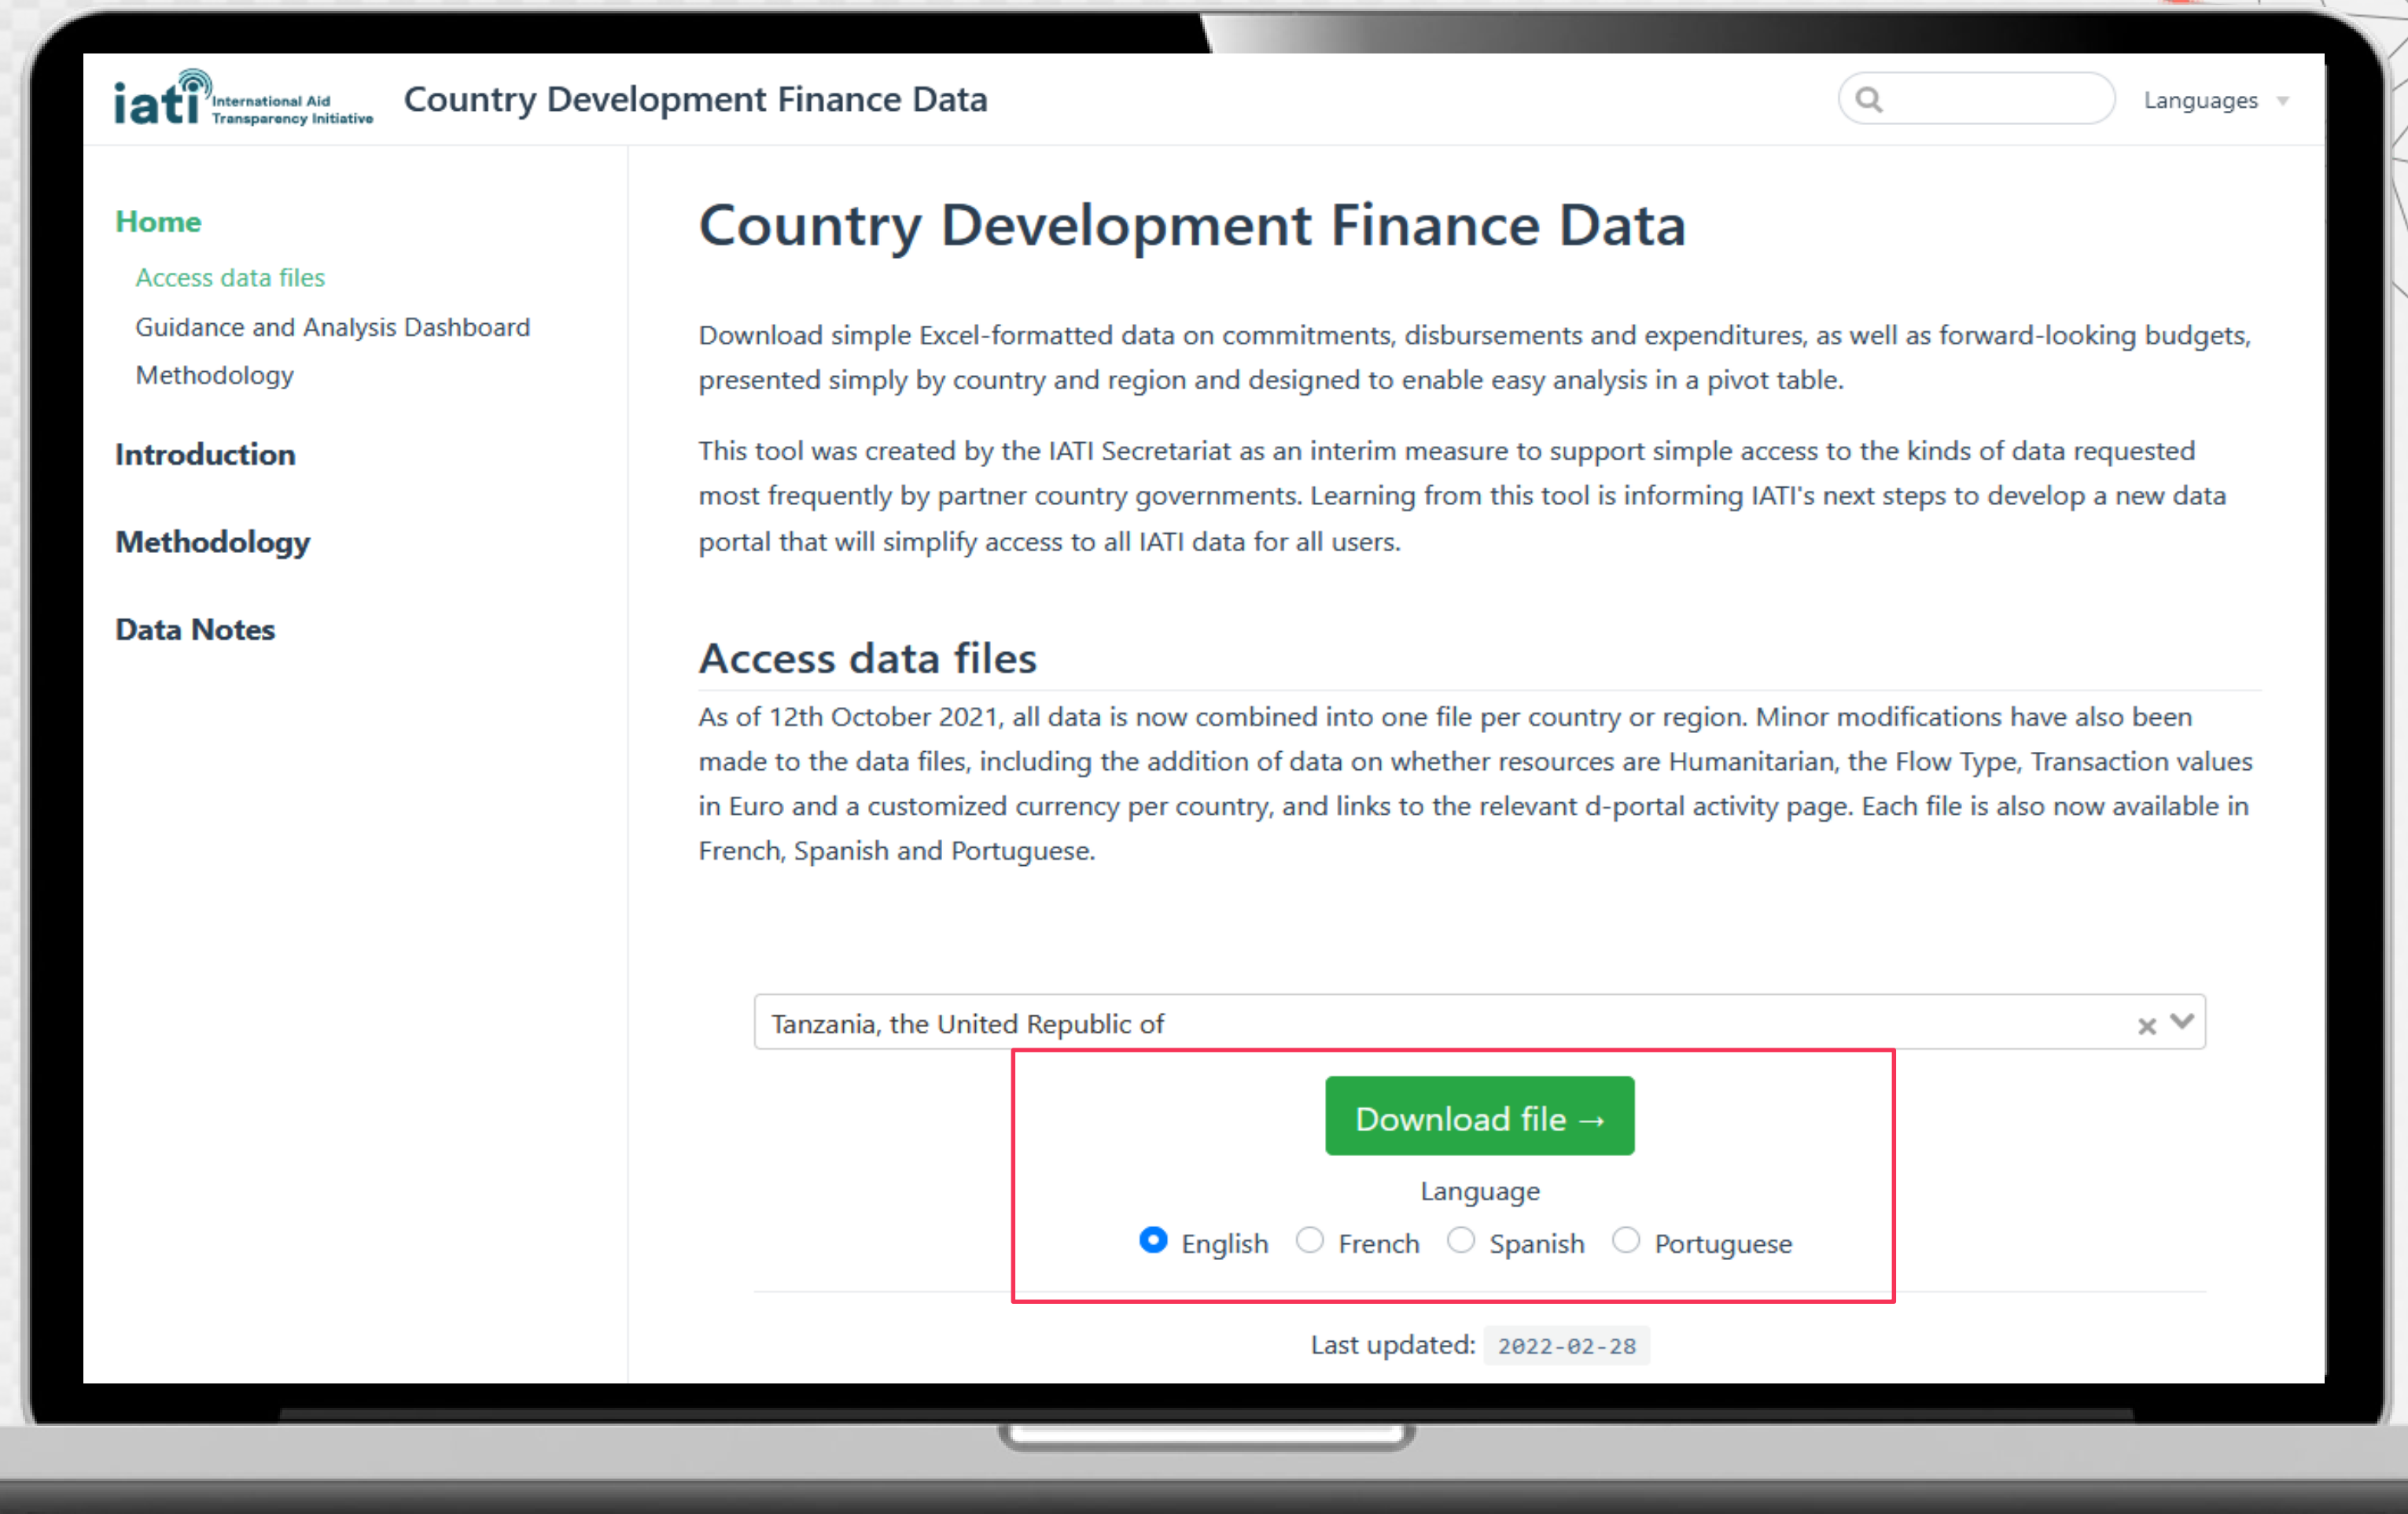 iati International Aid
Transparency Initiative
Country Development Finance Data
Languages
Home
Access data files
Guidance and Analysis Dashboard
Methodology
Introduction
Methodology
Data Notes
Country Development Finance Data
Download simple Excel-formatted data on commitments, disbursements and expenditures, as well as forward-looking budgets,
presented simply by country and region and designed to enable easy analysis in a pivot table.
This tool was created by the IATI Secretariat as an interim measure to support simple access to the kinds of data requested
most frequently by partner country governments. Learning from this tool is informing IATI's next steps to develop a new data
portal that will simplify access to all IATI data for all users.
Access data files
As of 12th October 2021, all data is now combined into one file per country or region. Minor modifications have also been
made to the data files, including the addition of data on whether resources are Humanitarian, the Flow Type, Transaction values
in Euro and a customized currency per country, and links to the relevant d-portal activity page. Each file is also now available in
French, Spanish and Portuguese.
Tanzania, the United Republic of
Download file →
Language
English French Spanish Portuguese
Last updated: 2022-02-28